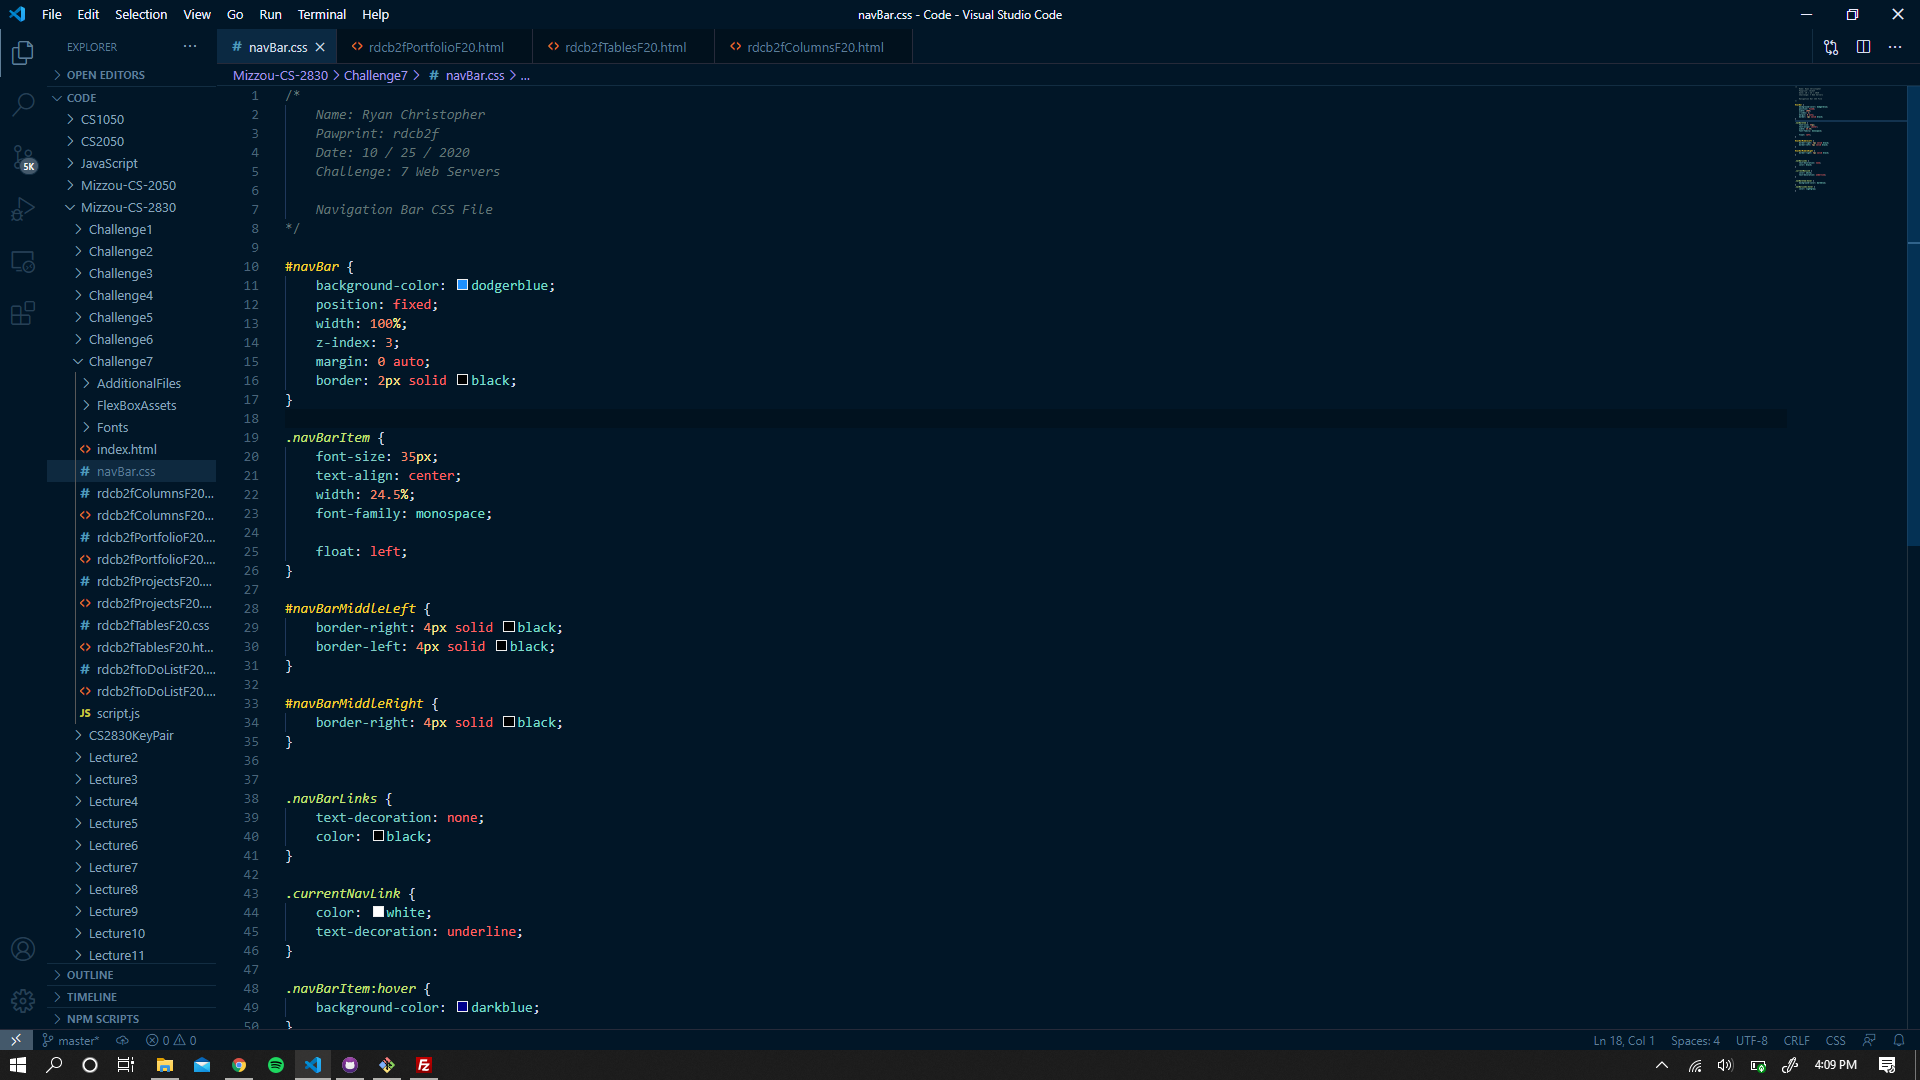 File Edit Selection View Go Run Terminal Help
navBar.css - Code - Visual Studio Code
EXPLORER
# navBar.css
<> rdcb2fPortfolioF20.html
<> rdcb2fTablesF20.html
<> rdcb2fColumnsF20.html
Mizzou-CS-2830 > Challenge7 > # navBar.css > ...
OPEN EDITORS
CODE
CS1050
CS2050
JavaScript
Mizzou-CS-2050
Mizzou-CS-2830
Challenge1
Challenge2
Challenge3
Challenge4
Challenge5
Challenge6
Challenge7
AdditionalFiles
FlexBoxAssets
Fonts
<> index.html
# navBar.css
# rdcb2fColumnsF20...
<> rdcb2fColumnsF20...
# rdcb2fPortfolioF20....
<> rdcb2fPortfolioF20....
# rdcb2fProjectsF20....
<> rdcb2fProjectsF20....
# rdcb2fTablesF20.css
<> rdcb2fTablesF20.ht...
# rdcb2fToDoListF20....
<> rdcb2fToDoListF20....
JS script.js
CS2830KeyPair
Lecture2
Lecture3
Lecture4
Lecture5
Lecture6
Lecture7
Lecture8
Lecture9
Lecture10
Lecture11
OUTLINE
TIMELINE
NPM SCRIPTS
5K
1 /*
2 Name: Ryan Christopher
3 Pawprint: rdcb2f
4 Date: 10 / 25 / 2020
5 Challenge: 7 Web Servers
6
7 Navigation Bar CSS File
8 */
9
10 #navBar {
11 background-color: dodgerblue;
12 position: fixed;
13 width: 100%;
14 z-index: 3;
15 margin: 0 auto;
16 border: 2px solid black;
17 }
18
19 .navBarItem {
20 font-size: 35px;
21 text-align: center;
22 width: 24.5%;
23 font-family: monospace;
24
25 float: left;
26 }
27
28 #navBarMiddleLeft {
29 border-right: 4px solid black;
30 border-left: 4px solid black;
31 }
32
33 #navBarMiddleRight {
34 border-right: 4px solid black;
35 }
36
37
38 .navBarLinks {
39 text-decoration: none;
40 color: black;
41 }
42
43 .currentNavLink {
44 color: white;
45 text-decoration: underline;
46 }
47
48 .navBarItem:hover {
49 background-color: darkblue;
50 }
master* 0 0
Ln 18, Col 1 Spaces: 4 UTF-8 CRLF CSS
4:09 PM